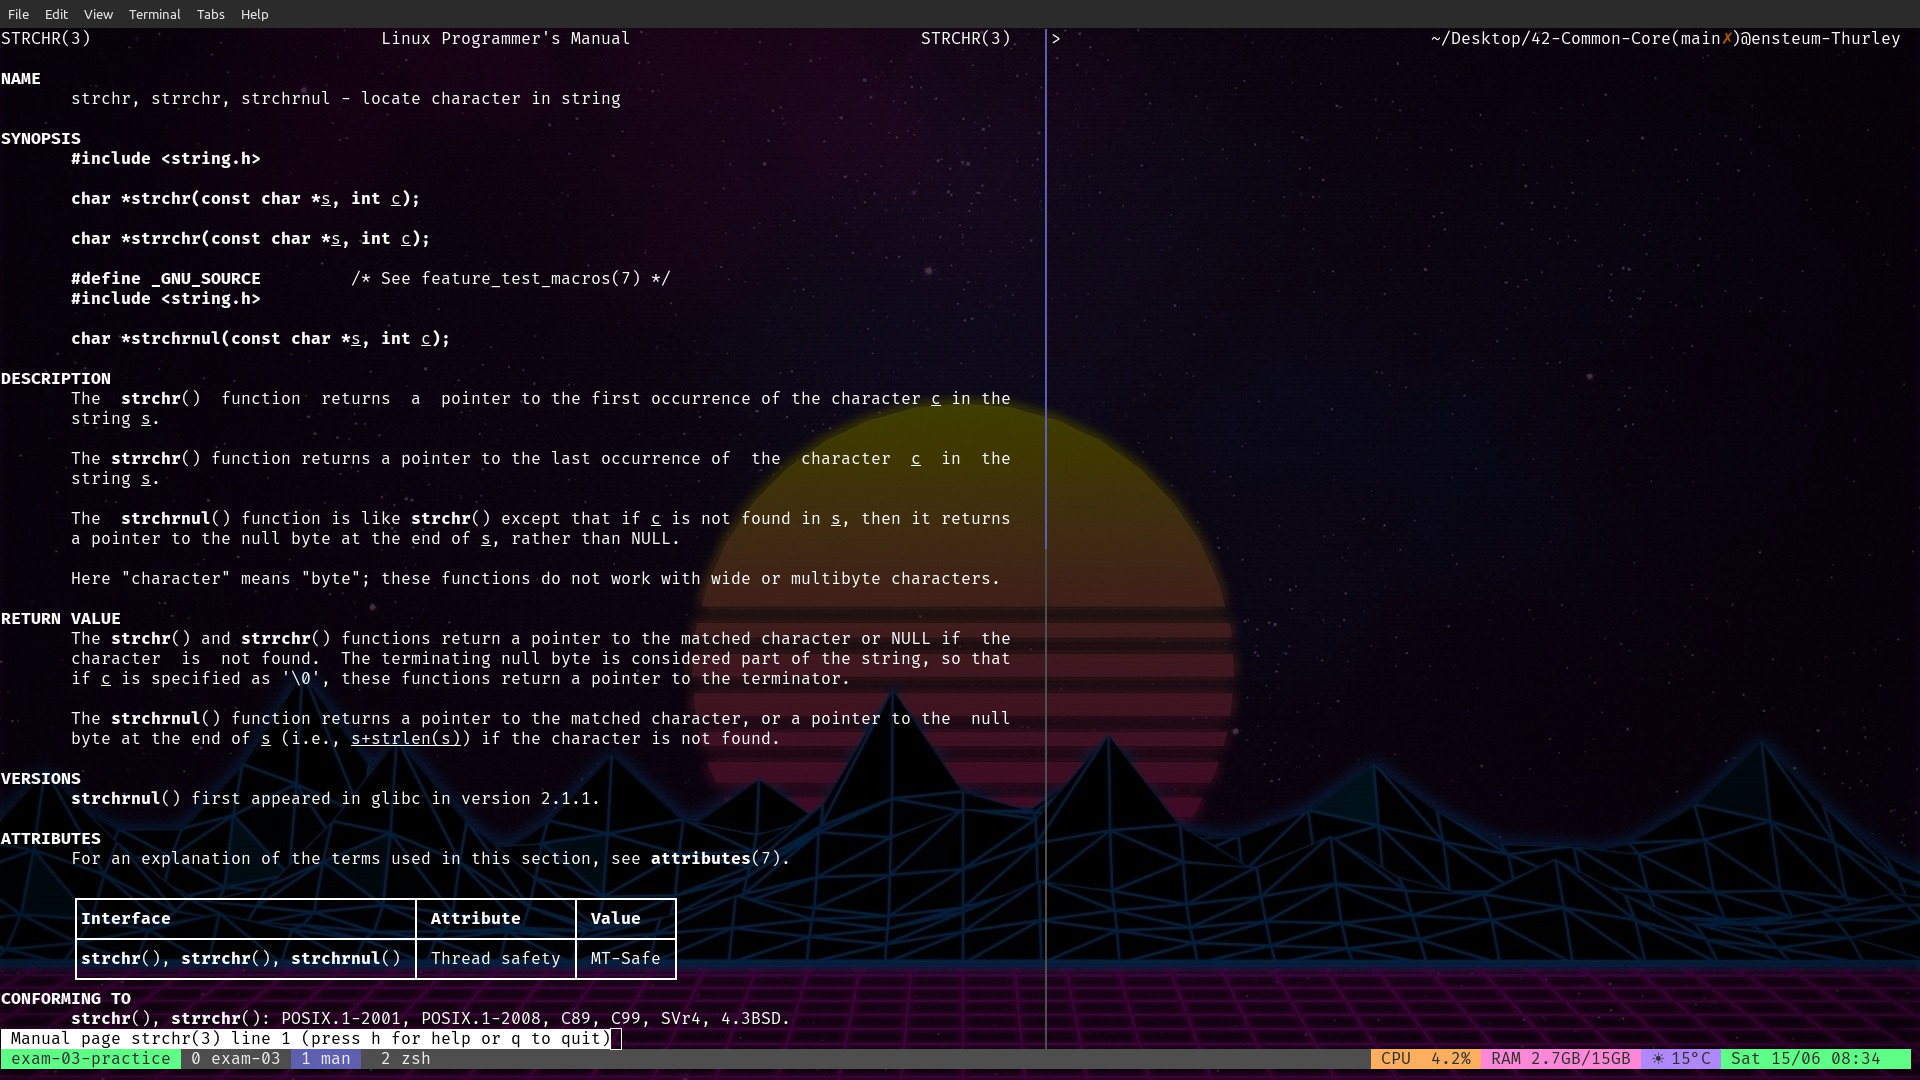 File Edit View Terminal Tabs Help
STRCHR(3) Linux Programmer's Manual STRCHR(3)
> ~/Desktop/42-Common-Core(main✗)@ensteum-Thurley
NAME
strchr, strrchr, strchrnul - locate character in string
SYNOPSIS
#include <string.h>
char *strchr(const char *s, int c);
char *strrchr(const char *s, int c);
#define _GNU_SOURCE /* See feature_test_macros(7) */
#include <string.h>
char *strchrnul(const char *s, int c);
DESCRIPTION
The strchr() function returns a pointer to the first occurrence of the character c in the
string s.
The strrchr() function returns a pointer to the last occurrence of the character c in the
string s.
The strchrnul() function is like strchr() except that if c is not found in s, then it returns
a pointer to the null byte at the end of s, rather than NULL.
Here "character" means "byte"; these functions do not work with wide or multibyte characters.
RETURN VALUE
The strchr() and strrchr() functions return a pointer to the matched character or NULL if the
character is not found. The terminating null byte is considered part of the string, so that
if c is specified as '\0', these functions return a pointer to the terminator.
The strchrnul() function returns a pointer to the matched character, or a pointer to the null
byte at the end of s (i.e., s+strlen(s)) if the character is not found.
VERSIONS
strchrnul() first appeared in glibc in version 2.1.1.
ATTRIBUTES
For an explanation of the terms used in this section, see attributes(7).
Interface Attribute Value
strchr(), strrchr(), strchrnul() Thread safety MT-Safe
CONFORMING TO
strchr(), strrchr(): POSIX.1-2001, POSIX.1-2008, C89, C99, SVr4, 4.3BSD.
Manual page strchr(3) line 1 (press h for help or q to quit)
exam-03-practice 0 exam-03 1 man 2 zsh CPU 4.2% RAM 2.7GB/15GB ☀ 15°C Sat 15/06 08:34